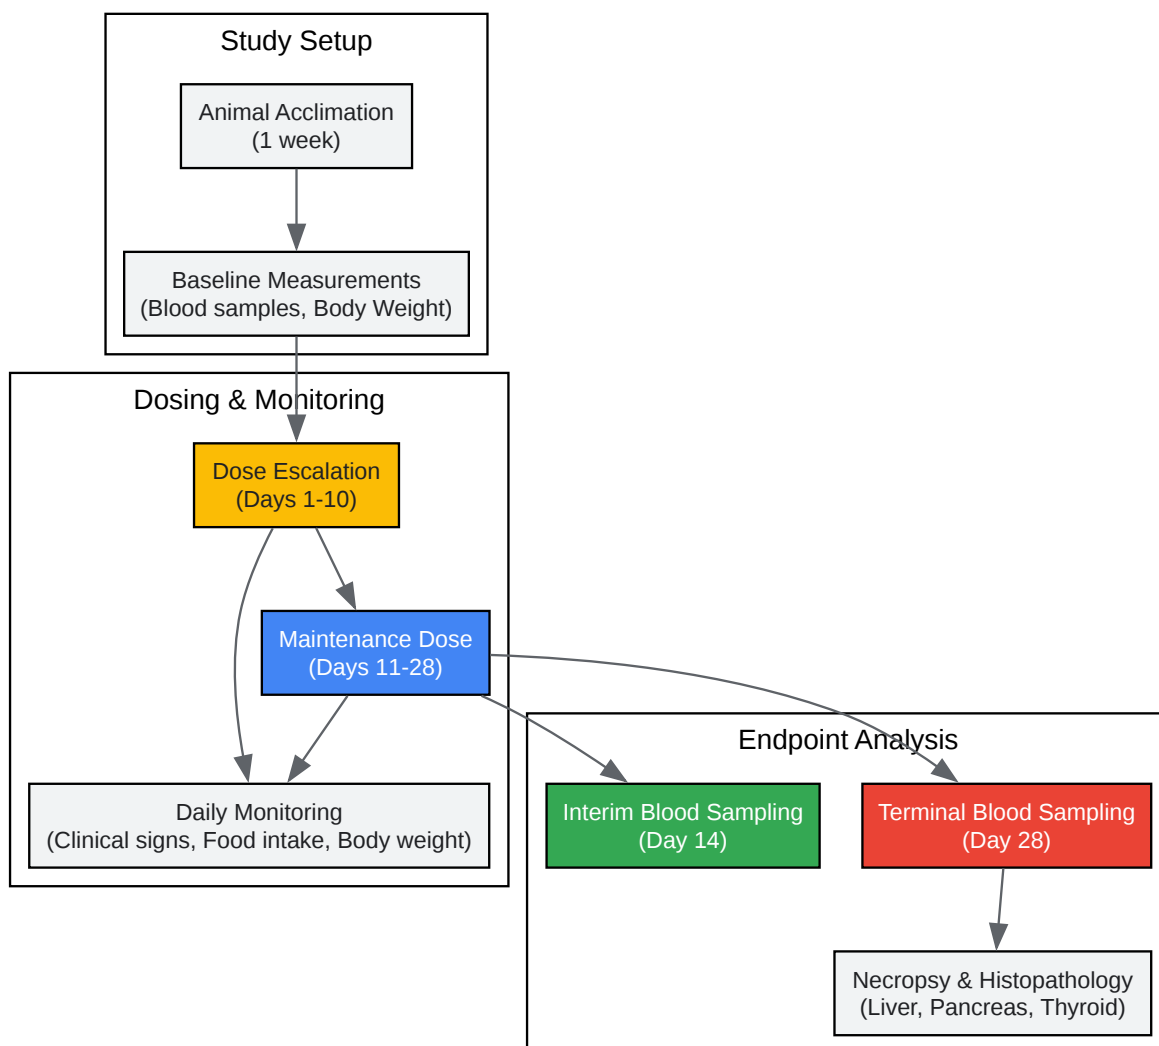 Study Setup
Animal Acclimation
(1 week)
Baseline Measurements
(Blood samples, Body Weight)
Dosing & Monitoring
Dose Escalation
(Days 1-10)
Maintenance Dose
(Days 11-28)
Daily Monitoring
(Clinical signs, Food intake, Body weight)
Endpoint Analysis
Interim Blood Sampling
(Day 14)
Terminal Blood Sampling
(Day 28)
Necropsy & Histopathology
(Liver, Pancreas, Thyroid)